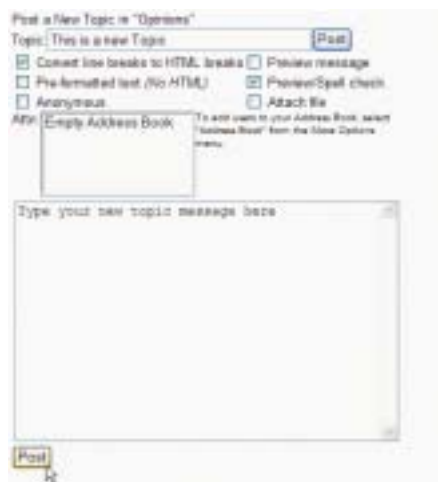 Post a New Topic in "Opinions"
Topic: This is a new Topic Post
Convert line breaks to HTML breaks Preview message
Pre-formatted text (No HTML) Preview/Spell check
Anonymous Attach file
Attn: Empty Address Book To add users to your Address Book, select
"Address Book" from the More Options
menu.
Type your new topic message here
Post